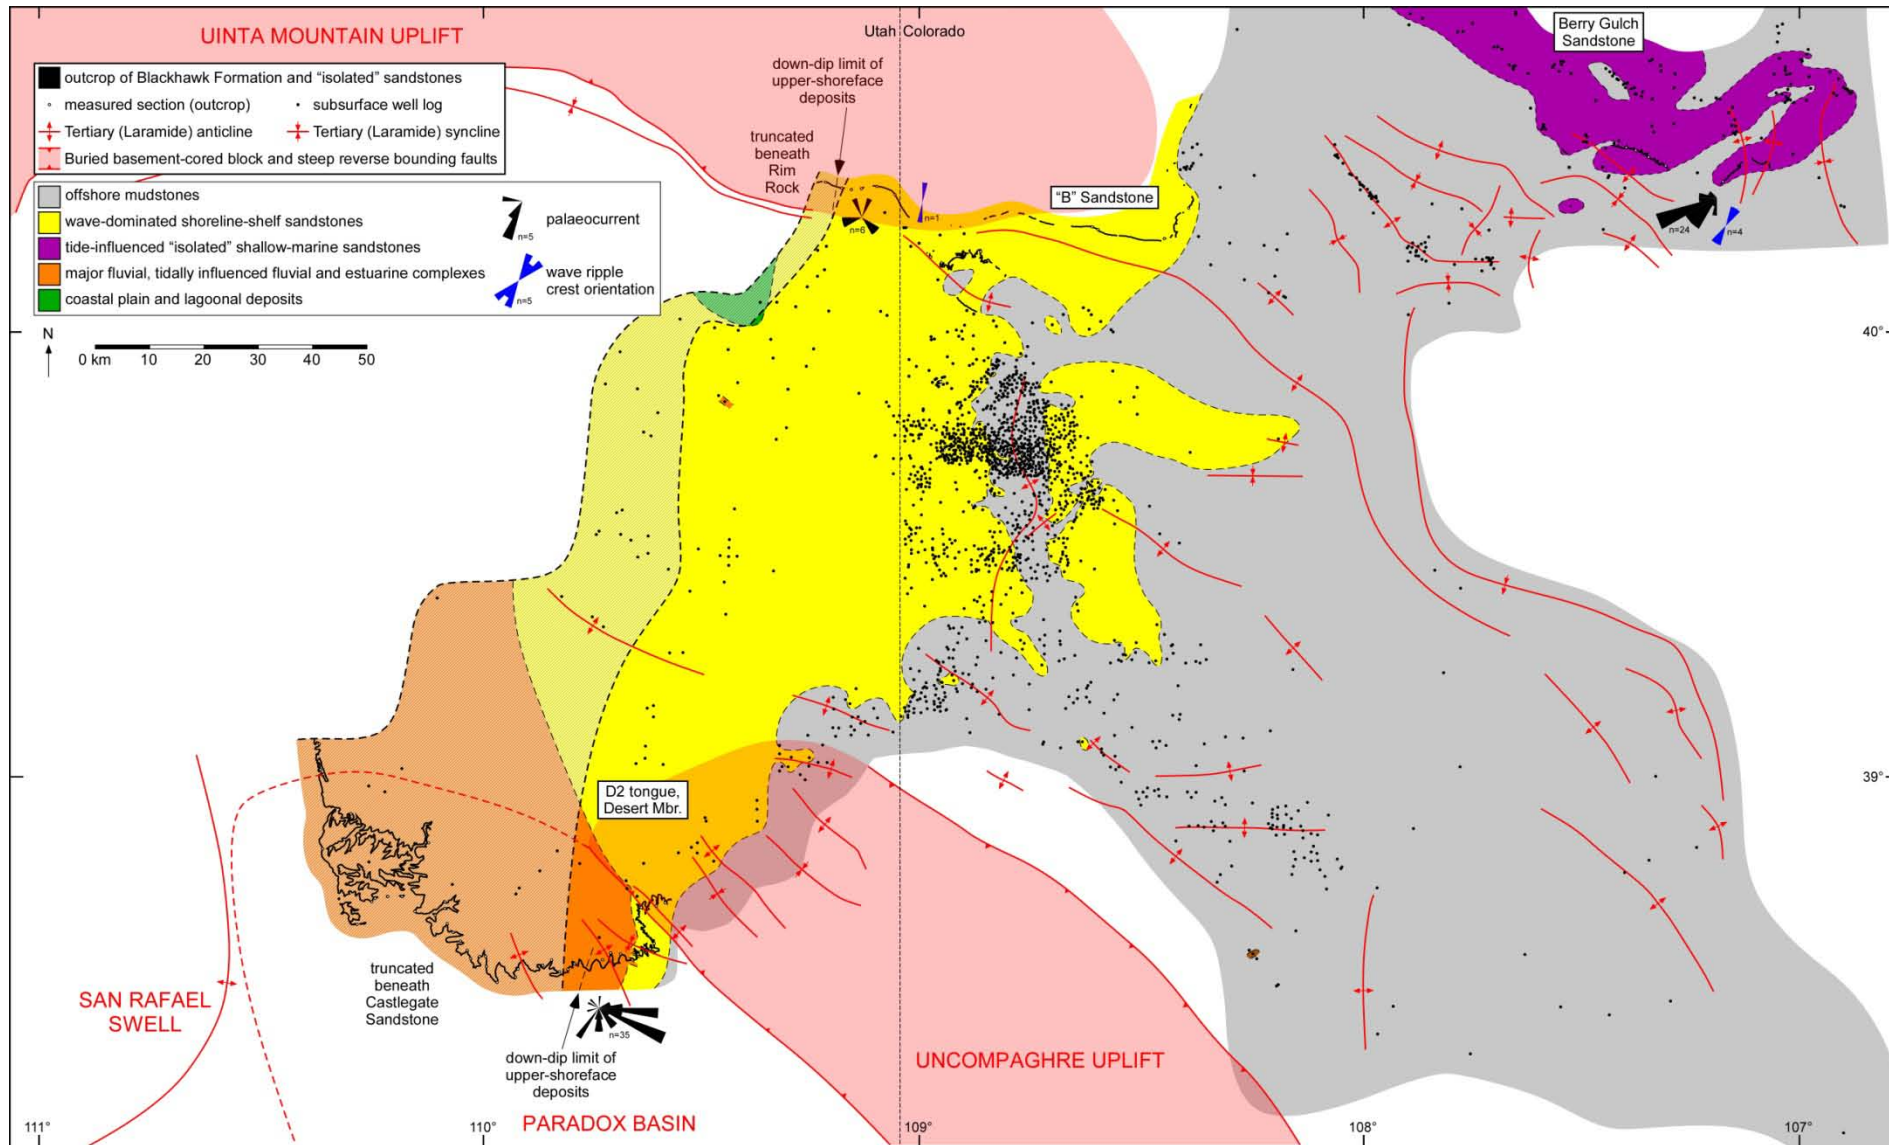 UINTA MOUNTAIN UPLIFT
Utah
Colorado
Berry Gulch
Sandstone
outcrop of Blackhawk Formation and “isolated” sandstones
measured section (outcrop)
subsurface well log
Tertiary (Laramide) anticline
Tertiary (Laramide) syncline
Buried basement-cored block and steep reverse bounding faults
offshore mudstones
wave-dominated shoreline-shelf sandstones
tide-influenced “isolated” shallow-marine sandstones
major fluvial, tidally influenced fluvial and estuarine complexes
coastal plain and lagoonal deposits
palaeocurrent
n=5
wave ripple
crest orientation
n=5
down-dip limit of
upper-shoreface
deposits
truncated
beneath
Rim
Rock
n=6
n=1
“B” Sandstone
n=24
n=4
N
0 km
10
20
30
40
50
40°
39°
D2 tongue,
Desert Mbr.
truncated
beneath
Castlegate
Sandstone
SAN RAFAEL
SWELL
n=35
down-dip limit of
upper-shoreface
deposits
UNCOMPAGHRE UPLIFT
PARADOX BASIN
111°
110°
109°
108°
107°